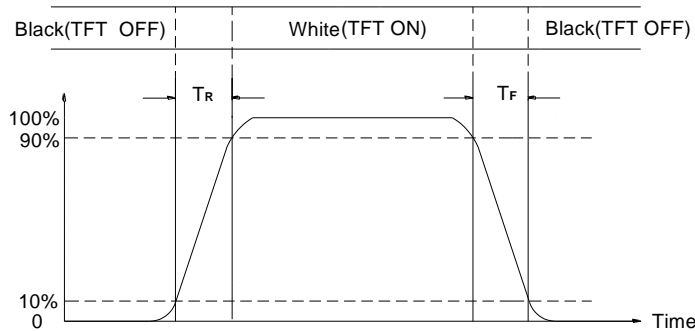 Black(TFT OFF) White(TFT ON) Black(TFT OFF)
TR TF
100%
90%
10%
0
Time